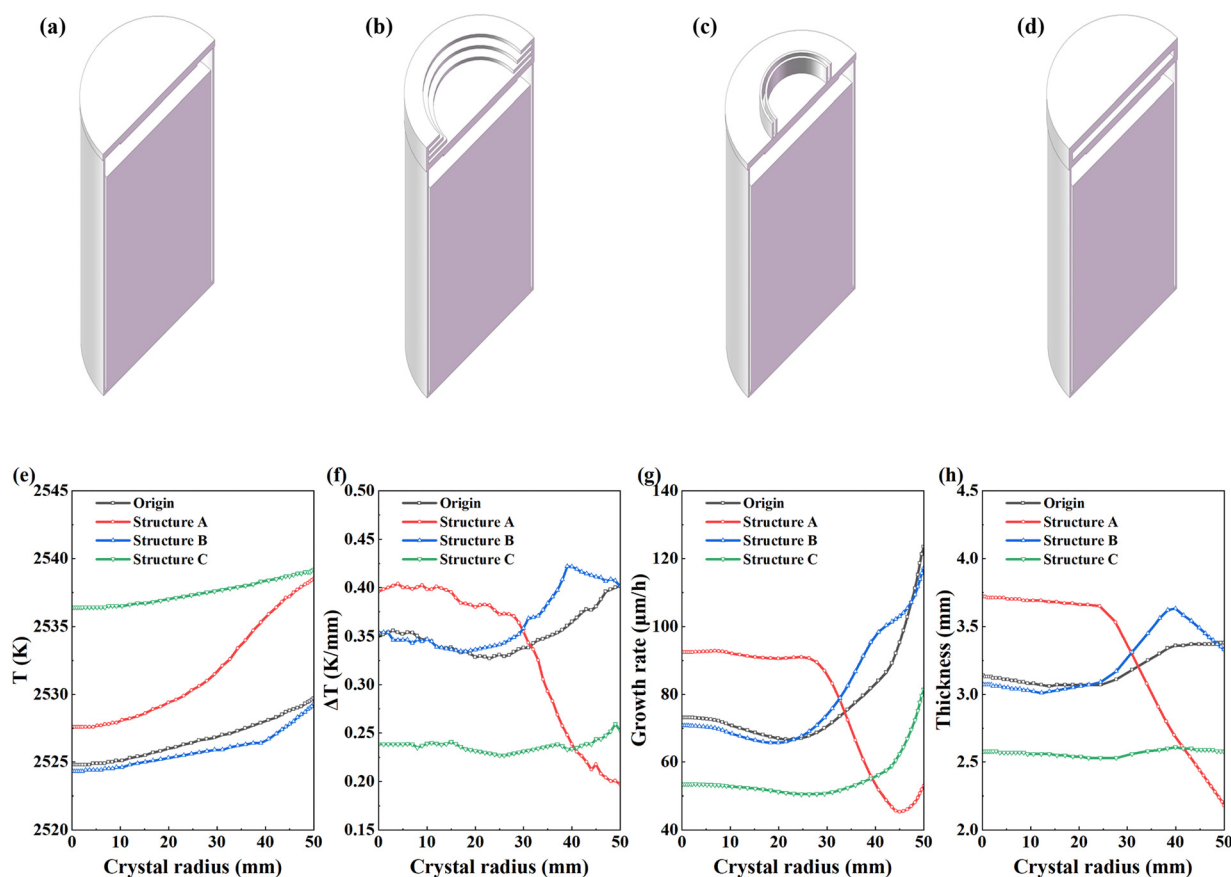 (a)
(b)
(c)
(d)
(e)
2545
2540
2535
2530
2525
2520
T (K)
Origin
Structure A
Structure B
Structure C
0 10 20 30 40 50
Crystal radius (mm)
(f)
0.50
0.45
0.40
0.35
0.30
0.25
0.20
0.15
ΔT (K/mm)
Origin
Structure A
Structure B
Structure C
0 10 20 30 40 50
Crystal radius (mm)
(g)
140
120
100
80
60
40
Growth rate (μm/h)
Origin
Structure A
Structure B
Structure C
0 10 20 30 40 50
Crystal radius (mm)
(h)
4.5
4.0
3.5
3.0
2.5
2.0
Thickness (mm)
Origin
Structure A
Structure B
Structure C
0 10 20 30 40 50
Crystal radius (mm)